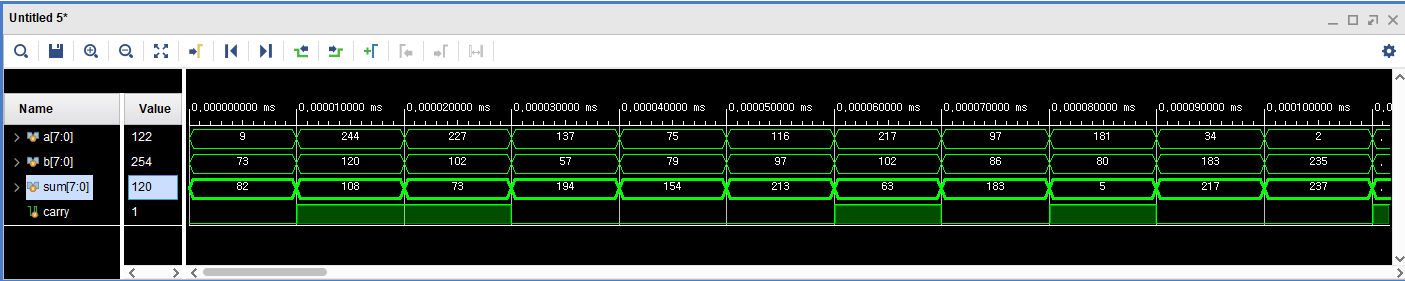 Untitled 5*
Name Value
0,000000000 ms 0,000010000 ms 0,000020000 ms 0,000030000 ms 0,000040000 ms 0,000050000 ms 0,000060000 ms 0,000070000 ms 0,000080000 ms 0,000090000 ms 0,000100000 ms 0,0
a[7:0] 122 9 244 227 137 75 116 217 97 181 34 2 .
b[7:0] 254 73 120 102 57 79 97 102 86 80 183 235 .
sum[7:0] 120 82 108 73 194 154 213 63 183 5 217 237 .
carry 1